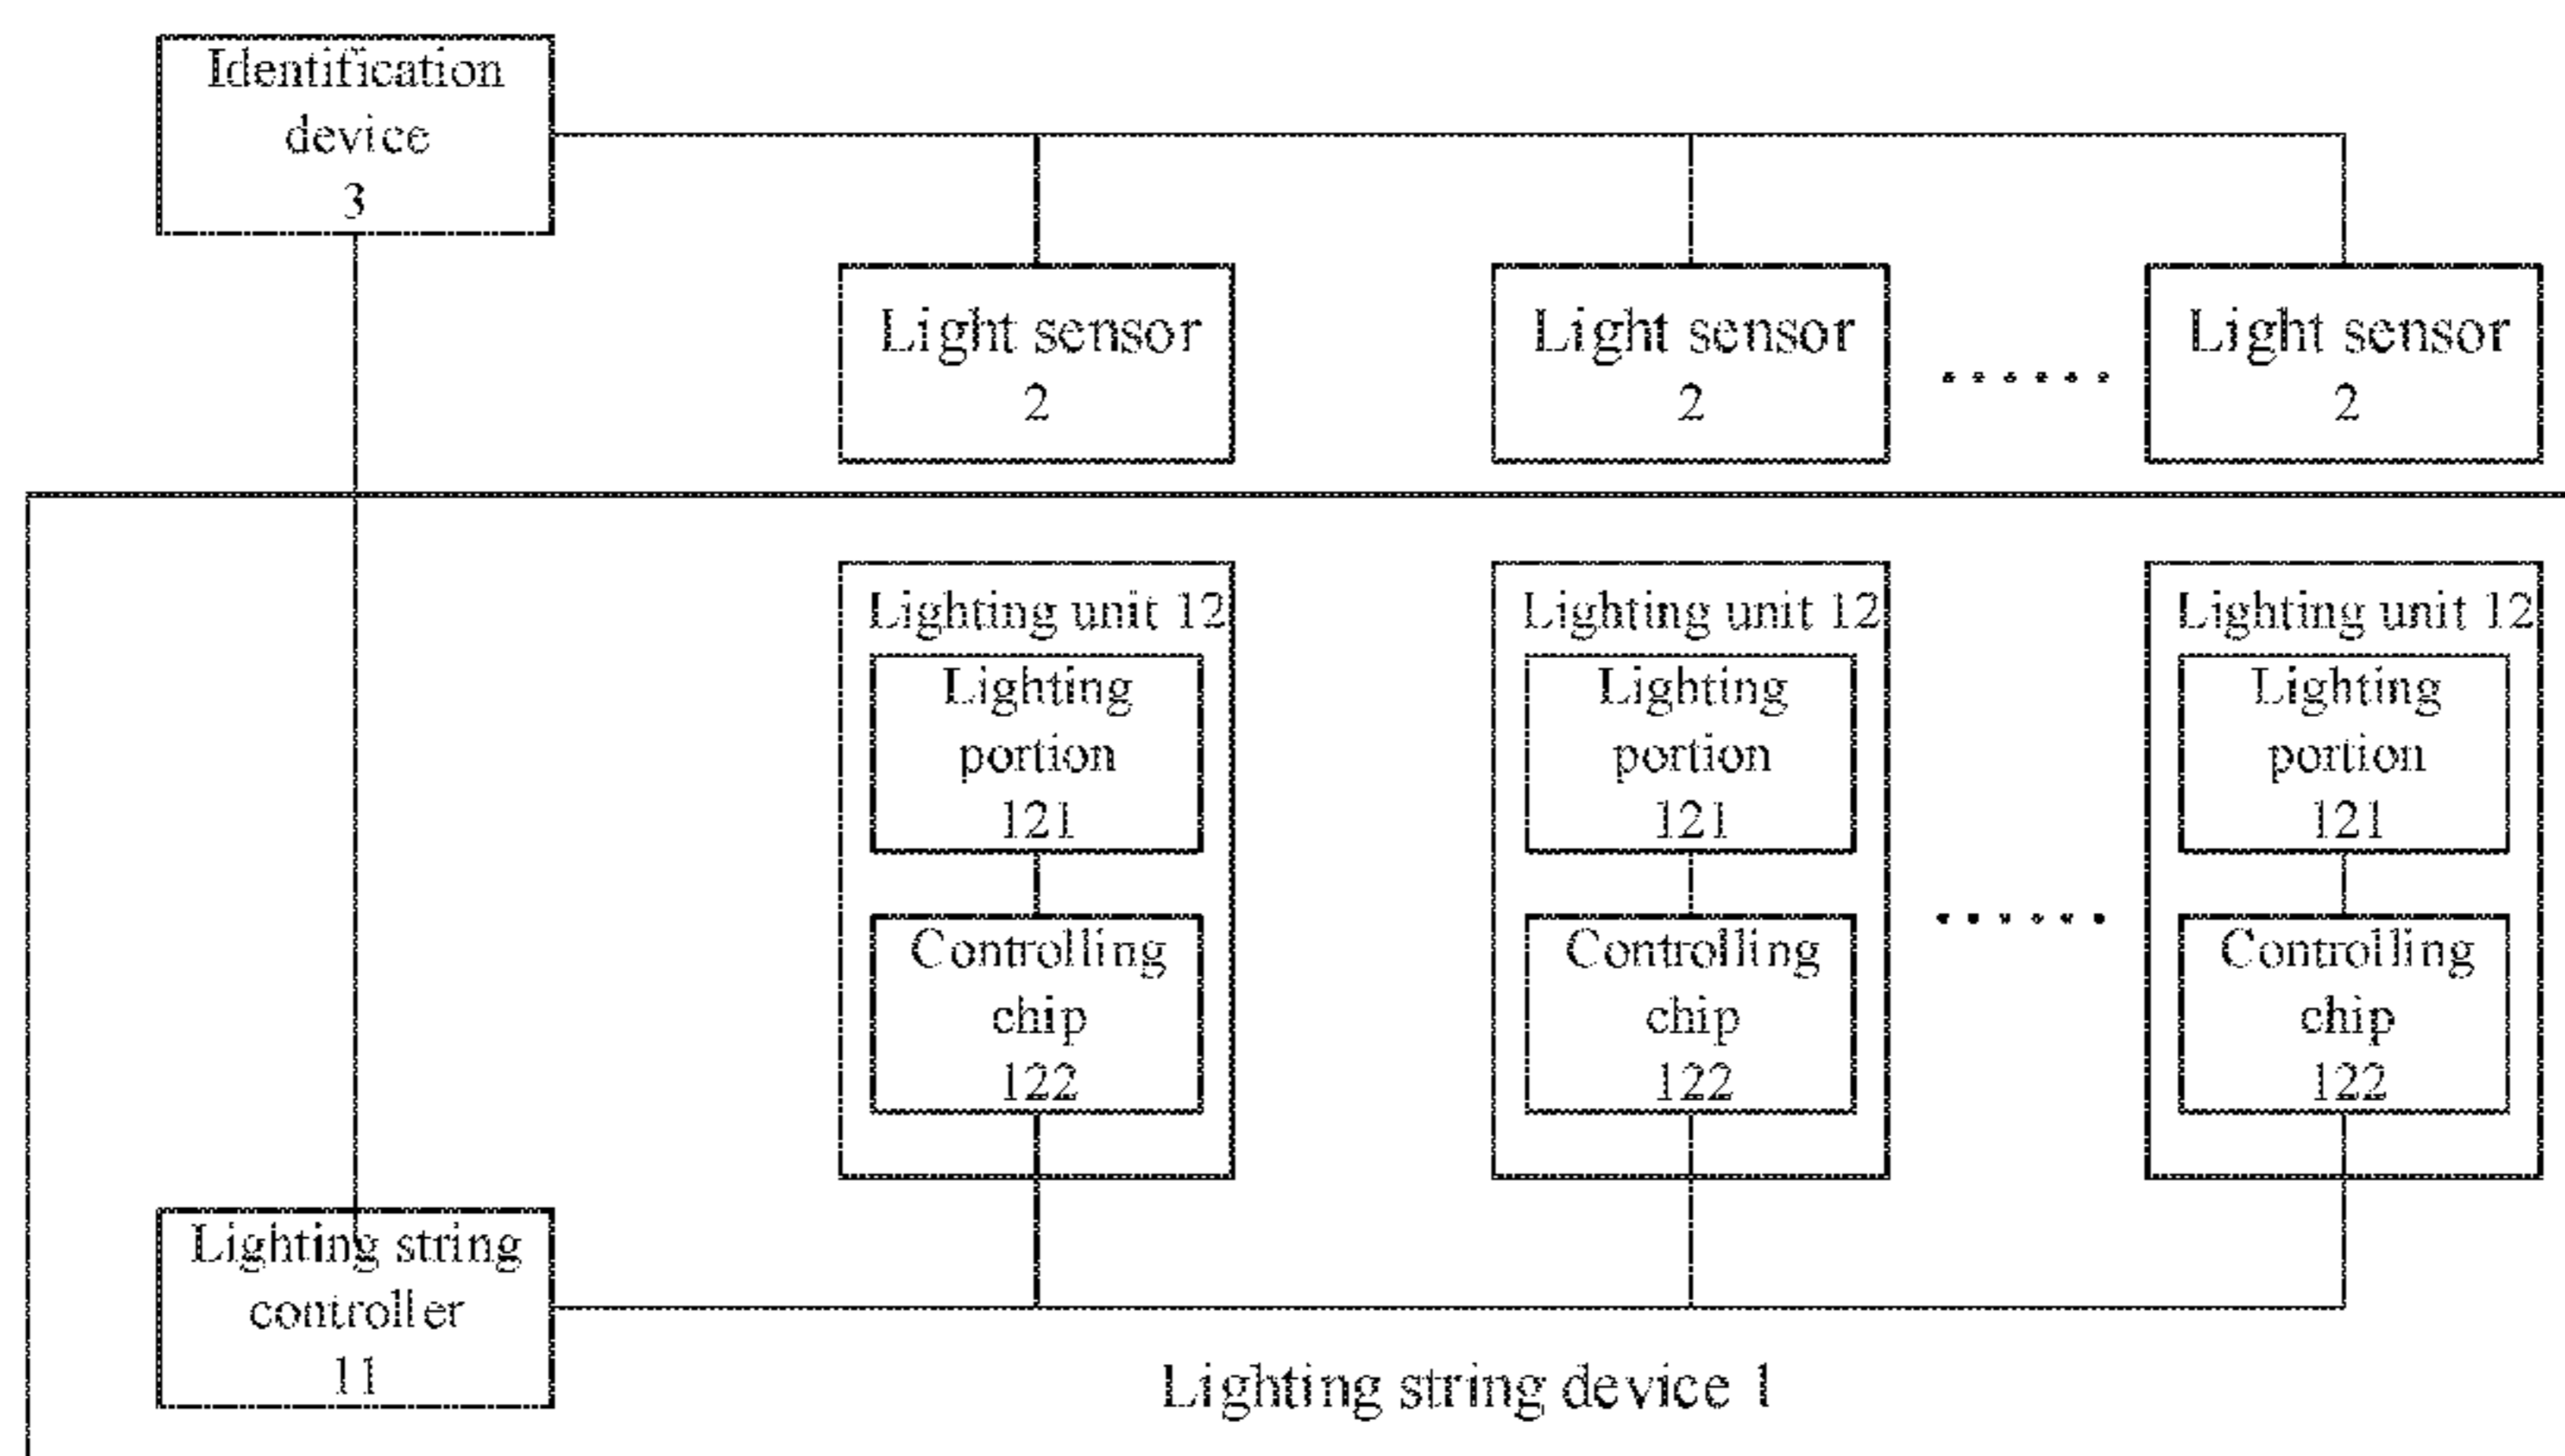 Identification
device
3
Light sensor
2
Light sensor
2
......
Light sensor
2
Lighting unit 12
Lighting
portion
121
Controlling
chip
122
Lighting unit 12
Lighting
portion
121
Controlling
chip
122
......
Lighting unit 12
Lighting
portion
121
Controlling
chip
122
Lighting string
controller
11
Lighting string device 1